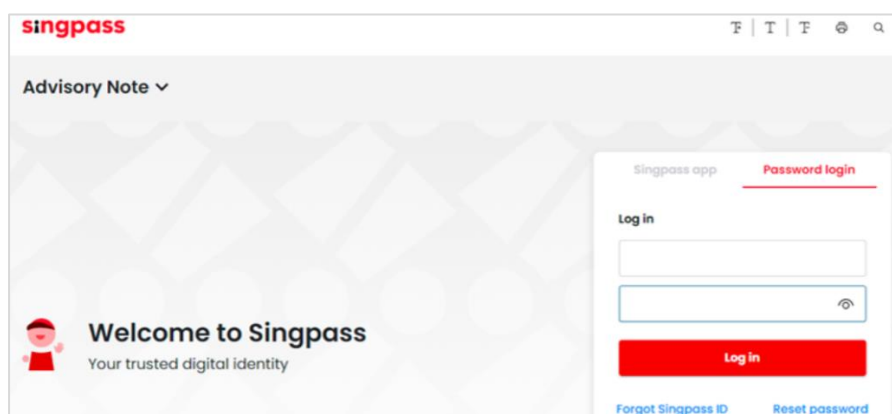 singpass
T T T
Advisory Note
Singpass app Password login
Log in
Log in
Welcome to Singpass
Your trusted digital identity
Forgot Singpass ID Reset password